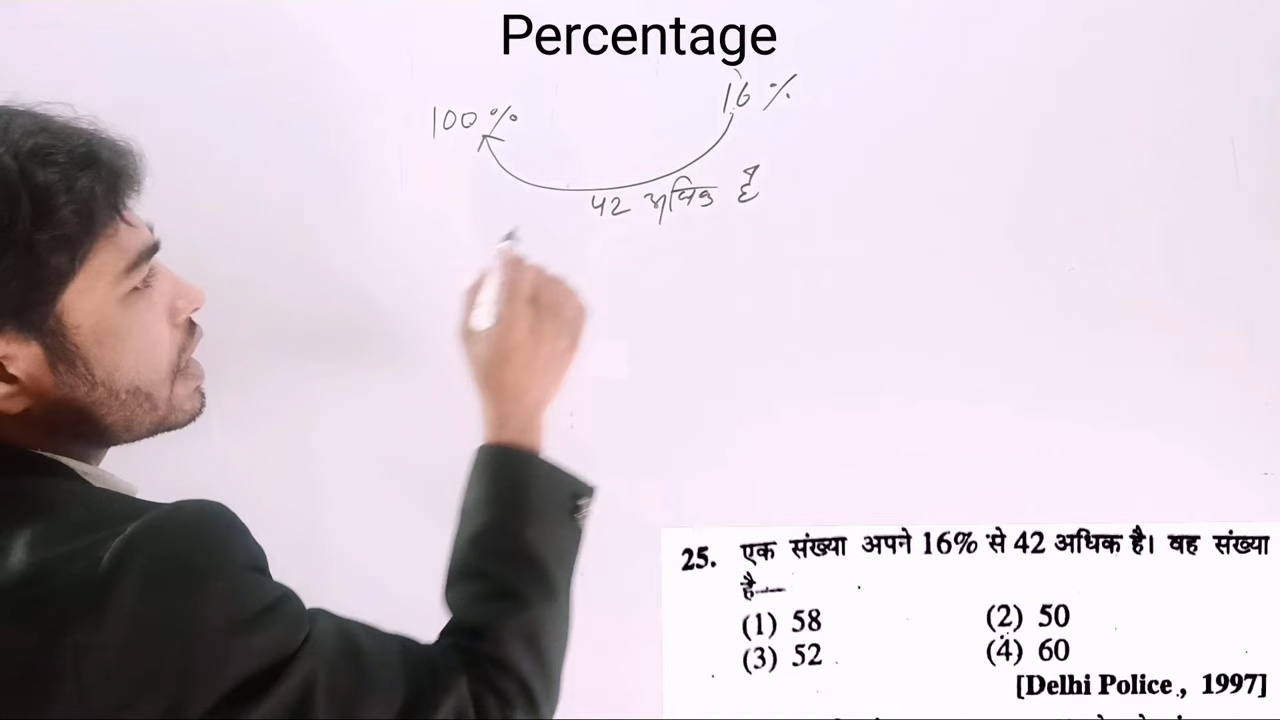 Percentage
16 %
100 %
42 अधिक है
25. एक संख्या अपने 16% से 42 अधिक है। वह संख्या
है—
(1) 58 (2) 50
(3) 52 (4) 60
[Delhi Police, 1997]